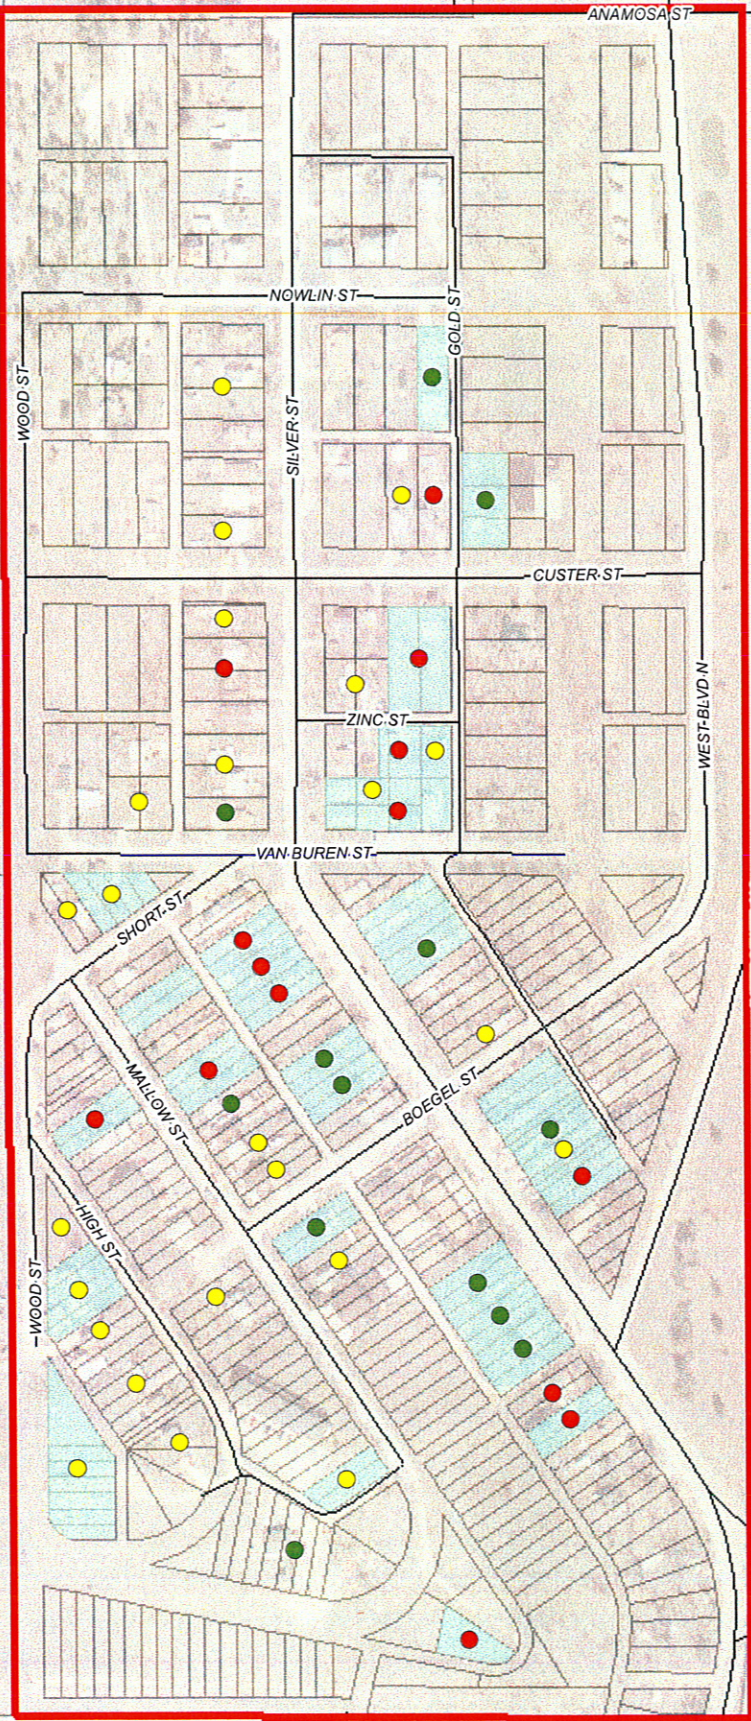 ANAMOSA ST
NOWLIN ST
GOLD ST
WOOD ST
SILVER ST
CUSTER ST
WEST BLVD N
ZINC ST
VAN BUREN ST
SHORT ST
MALLOW ST
BOEGEL ST
HIGH ST
WOOD ST